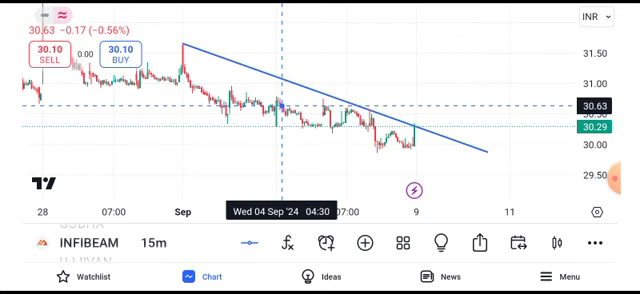 INR
30.63 −0.17 (−0.56%)
30.10 SELL 0.00 30.10 BUY
31.50
31.00
30.63
30.29
30.00
29.50
28 07:00 Sep Wed 04 Sep '24 04:30 07:00 9 11
INFIBEAM 15m
Watchlist Chart Ideas News Menu